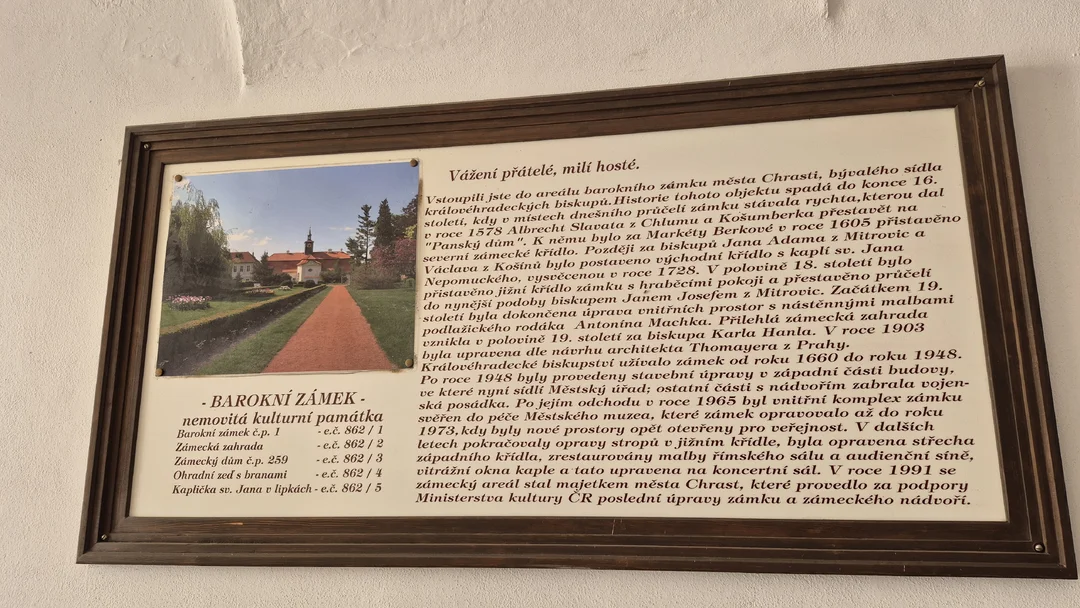 Vážení přátelé, milí hosté.
Vstoupili jste do areálu barokního zámku města Chrasti, bývalého sídla
královéhradeckých biskupů.Historie tohoto objektu spadá do konce 16.
století, kdy v místech dnešního průčelí zámku stávala rychta,kterou dal
v roce 1578 Albrecht Slavata z Chlumu a Košumberka přestavět na
"Panský dům". K němu bylo za Markéty Berkové v roce 1605 přistavěno
severní zámecké křídlo. Později za biskupů Jana Adama z Mitrovic a
Václava z Košínů bylo postaveno východní křídlo s kaplí sv. Jana
Nepomuckého, vysvěcenou v roce 1728. V polovině 18. století bylo
přistavěno jižní křídlo zámku s hraběcími pokoji a přestavěno průčelí
do nynější podoby biskupem Janem Josefem z Mitrovic. Začátkem 19.
století byla dokončena úprava vnitřních prostor s nástěnnými malbami
podlažického rodáka Antonína Machka. Přilehlá zámecká zahrada
vznikla v polovině 19. století za biskupa Karla Hanla. V roce 1903
byla upravena dle návrhu architekta Thomayera z Prahy.
Královéhradecké biskupství užívalo zámek od roku 1660 do roku 1948.
Po roce 1948 byly provedeny stavební úpravy v západní části budovy,
ve které nyní sídlí Městský úřad; ostatní části s nádvořím zabrala vojen-
ská posádka. Po jejím odchodu v roce 1965 byl vnitřní komplex zámku
svěřen do péče Městského muzea, které zámek opravovalo až do roku
1973,kdy byly nové prostory opět otevřeny pro veřejnost. V dalších
letech pokračovaly opravy stropů v jižním křídle, byla opravena střecha
západního křídla, zrestaurovány malby římského sálu a audienční síně,
vitrážní okna kaple a tato upravena na koncertní sál. V roce 1991 se
zámecký areál stal majetkem města Chrast, které provedlo za podpory
Ministerstva kultury ČR poslední úpravy zámku a zámeckého nádvoří.
- BAROKNÍ ZÁMEK -
nemovitá kulturní památka
Barokní zámek č.p. 1 - e.č. 862 / 1
Zámecká zahrada - e.č. 862 / 2
Zámecký dům č.p. 259 - e.č. 862 / 3
Ohradní zeď s branami - e.č. 862 / 4
Kaplička sv. Jana v lipkách - e.č. 862 / 5